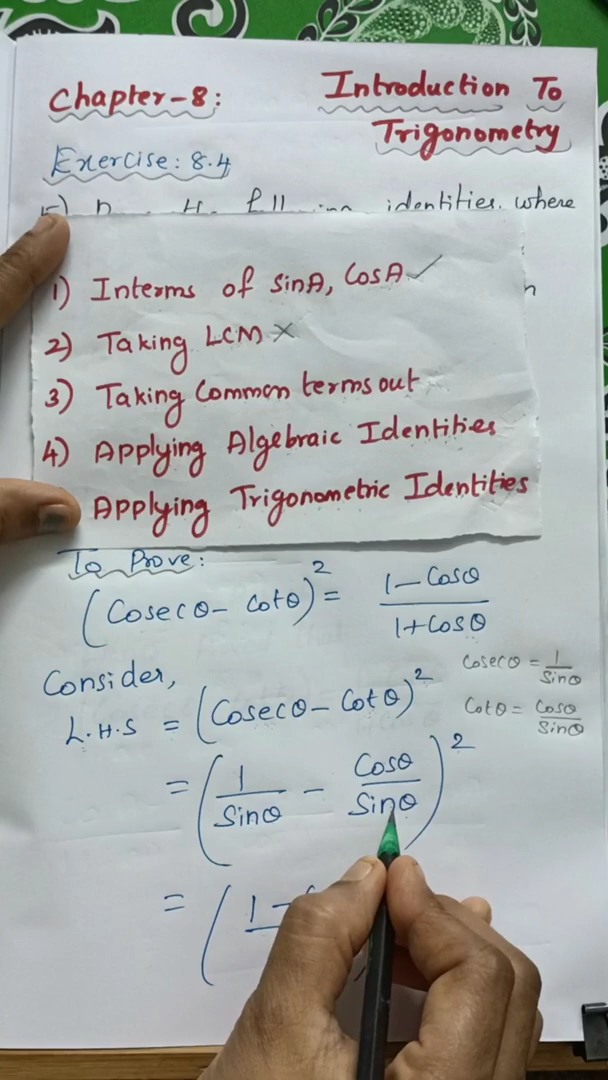 Chapter-8: Introduction To
Trigonometry
Exercise: 8.4
identities, where
1) Interms of sinA, CosA ✓
2) Taking LCM ×
3) Taking Common terms out
4) Applying Algebraic Identities
Applying Trigonometric Identities
To Prove:
(Cosecθ - cotθ)² = (1 - Cosθ)/(1 + Cosθ)
Consider,
L.H.S = (Cosecθ - Cotθ)²
Cosecθ = 1/Sinθ
Cotθ = Cosθ/Sinθ
= (1/Sinθ - Cosθ/Sinθ)²
= (1 -